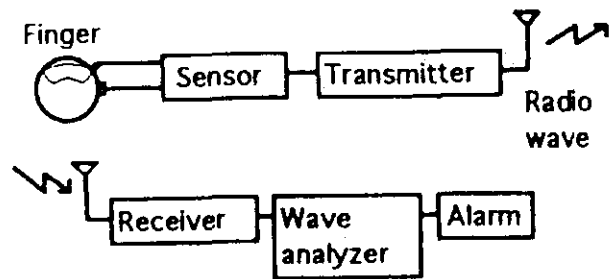 Finger
Sensor
Transmitter
Radio
wave
Receiver
Wave
analyzer
Alarm